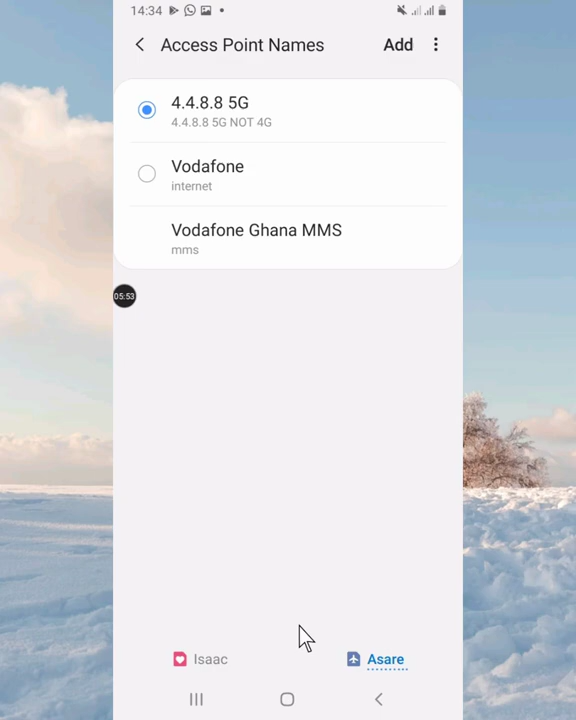 14:34
Access Point Names
Add
4.4.8.8 5G
4.4.8.8 5G NOT 4G
Vodafone
internet
Vodafone Ghana MMS
mms
05:53
Isaac
Asare